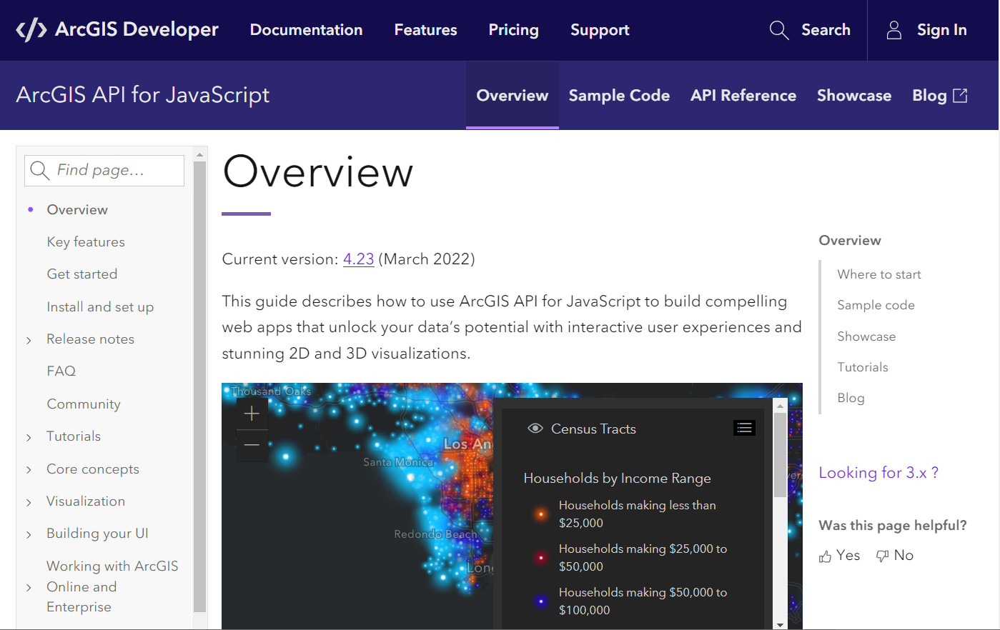 ArcGIS Developer
Documentation
Features
Pricing
Support
Search
Sign In
ArcGIS API for JavaScript
Overview
Sample Code
API Reference
Showcase
Blog
Find page...
Overview
Key features
Get started
Install and set up
Release notes
FAQ
Community
Tutorials
Core concepts
Visualization
Building your UI
Working with ArcGIS
Online and
Enterprise
Overview
Current version: 4.23 (March 2022)
This guide describes how to use ArcGIS API for JavaScript to build compelling
web apps that unlock your data’s potential with interactive user experiences and
stunning 2D and 3D visualizations.
Thousand Oaks
Los An
Santa Monica
Redondo Beach
Long
Census Tracts
Households by Income Range
Households making less than
$25,000
Households making $25,000 to
$50,000
Households making $50,000 to
$100,000
Overview
Where to start
Sample code
Showcase
Tutorials
Blog
Looking for 3.x ?
Was this page helpful?
Yes
No